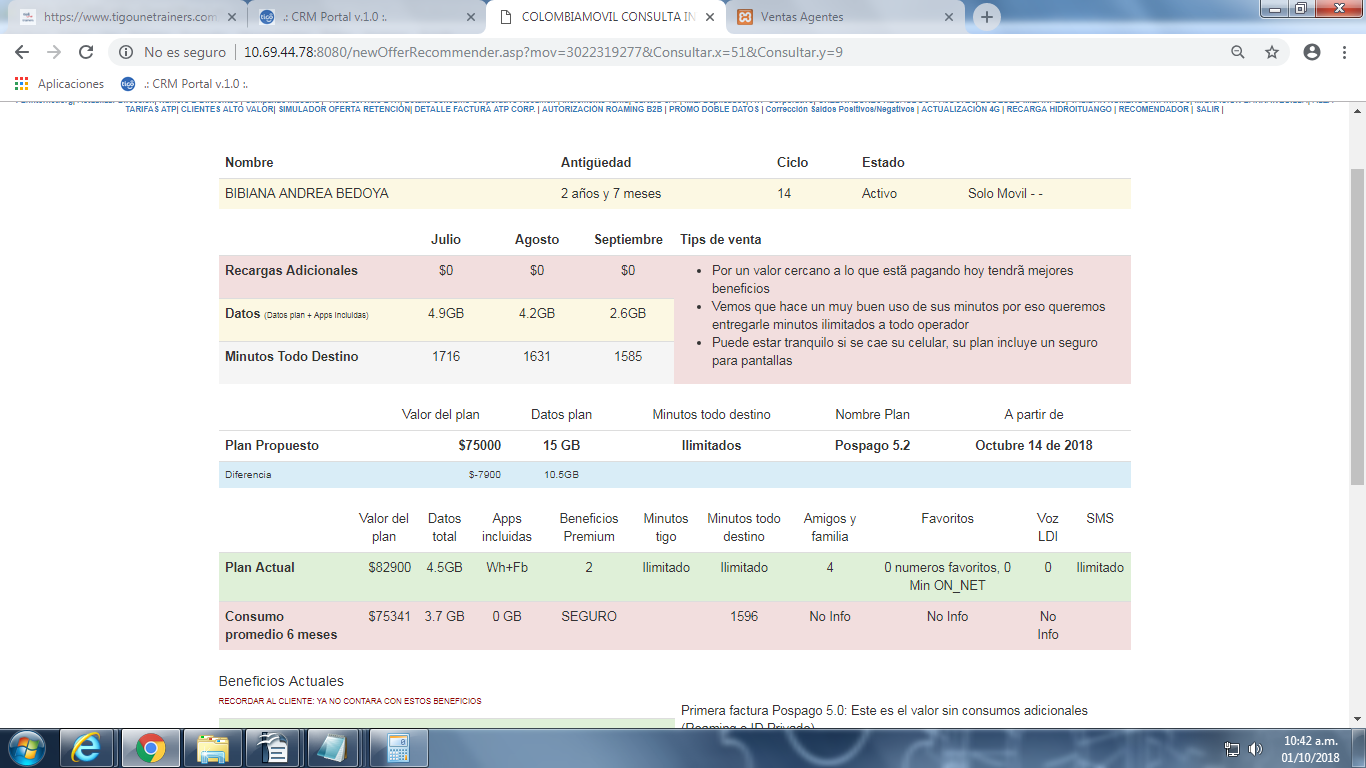 https://www.tigounetrainers.com
.: CRM Portal v.1.0 :.
COLOMBIAMOVIL CONSULTA IN
Ventas Agentes
No es seguro | 10.69.44.78:8080/newOfferRecommender.asp?mov=3022319277&Consultar.x=51&Consultar.y=9
Aplicaciones .: CRM Portal v.1.0 :.
TARIFAS ATP| CLIENTES ALTO VALOR| SIMULADOR OFERTA RETENCIÓN| DETALLE FACTURA ATP CORP. | AUTORIZACIÓN ROAMING B2B | PROMO DOBLE DATOS | Corrección Saldos Positivos/Negativos | ACTUALIZACIÓN 4G | RECARGA HIDROITUANGO | RECOMENDADOR | SALIR |
Nombre Antigüedad Ciclo Estado
BIBIANA ANDREA BEDOYA 2 años y 7 meses 14 Activo Solo Movil - -
Julio Agosto Septiembre Tips de venta
Recargas Adicionales $0 $0 $0
Datos (Datos plan + Apps Incluidas) 4.9GB 4.2GB 2.6GB
Minutos Todo Destino 1716 1631 1585
Por un valor cercano a lo que estã pagando hoy tendrã mejores
beneficios
Vemos que hace un muy buen uso de sus minutos por eso queremos
entregarle minutos ilimitados a todo operador
Puede estar tranquilo si se cae su celular, su plan incluye un seguro
para pantallas
Valor del plan Datos plan Minutos todo destino Nombre Plan A partir de
Plan Propuesto $75000 15 GB Ilimitados Pospago 5.2 Octubre 14 de 2018
Diferencia $-7900 10.5GB
Valor del plan Datos total Apps incluidas Beneficios Premium Minutos tigo Minutos todo destino Amigos y familia Favoritos Voz LDI SMS
Plan Actual $82900 4.5GB Wh+Fb 2 Ilimitado Ilimitado 4 0 numeros favoritos, 0 Min ON_NET 0 Ilimitado
Consumo promedio 6 meses $75341 3.7 GB 0 GB SEGURO 1596 No Info No Info No Info
Beneficios Actuales
RECORDAR AL CLIENTE: YA NO CONTARA CON ESTOS BENEFICIOS
Primera factura Pospago 5.0: Este es el valor sin consumos adicionales
(Roaming o ID Privado)
10:42 a.m.
01/10/2018